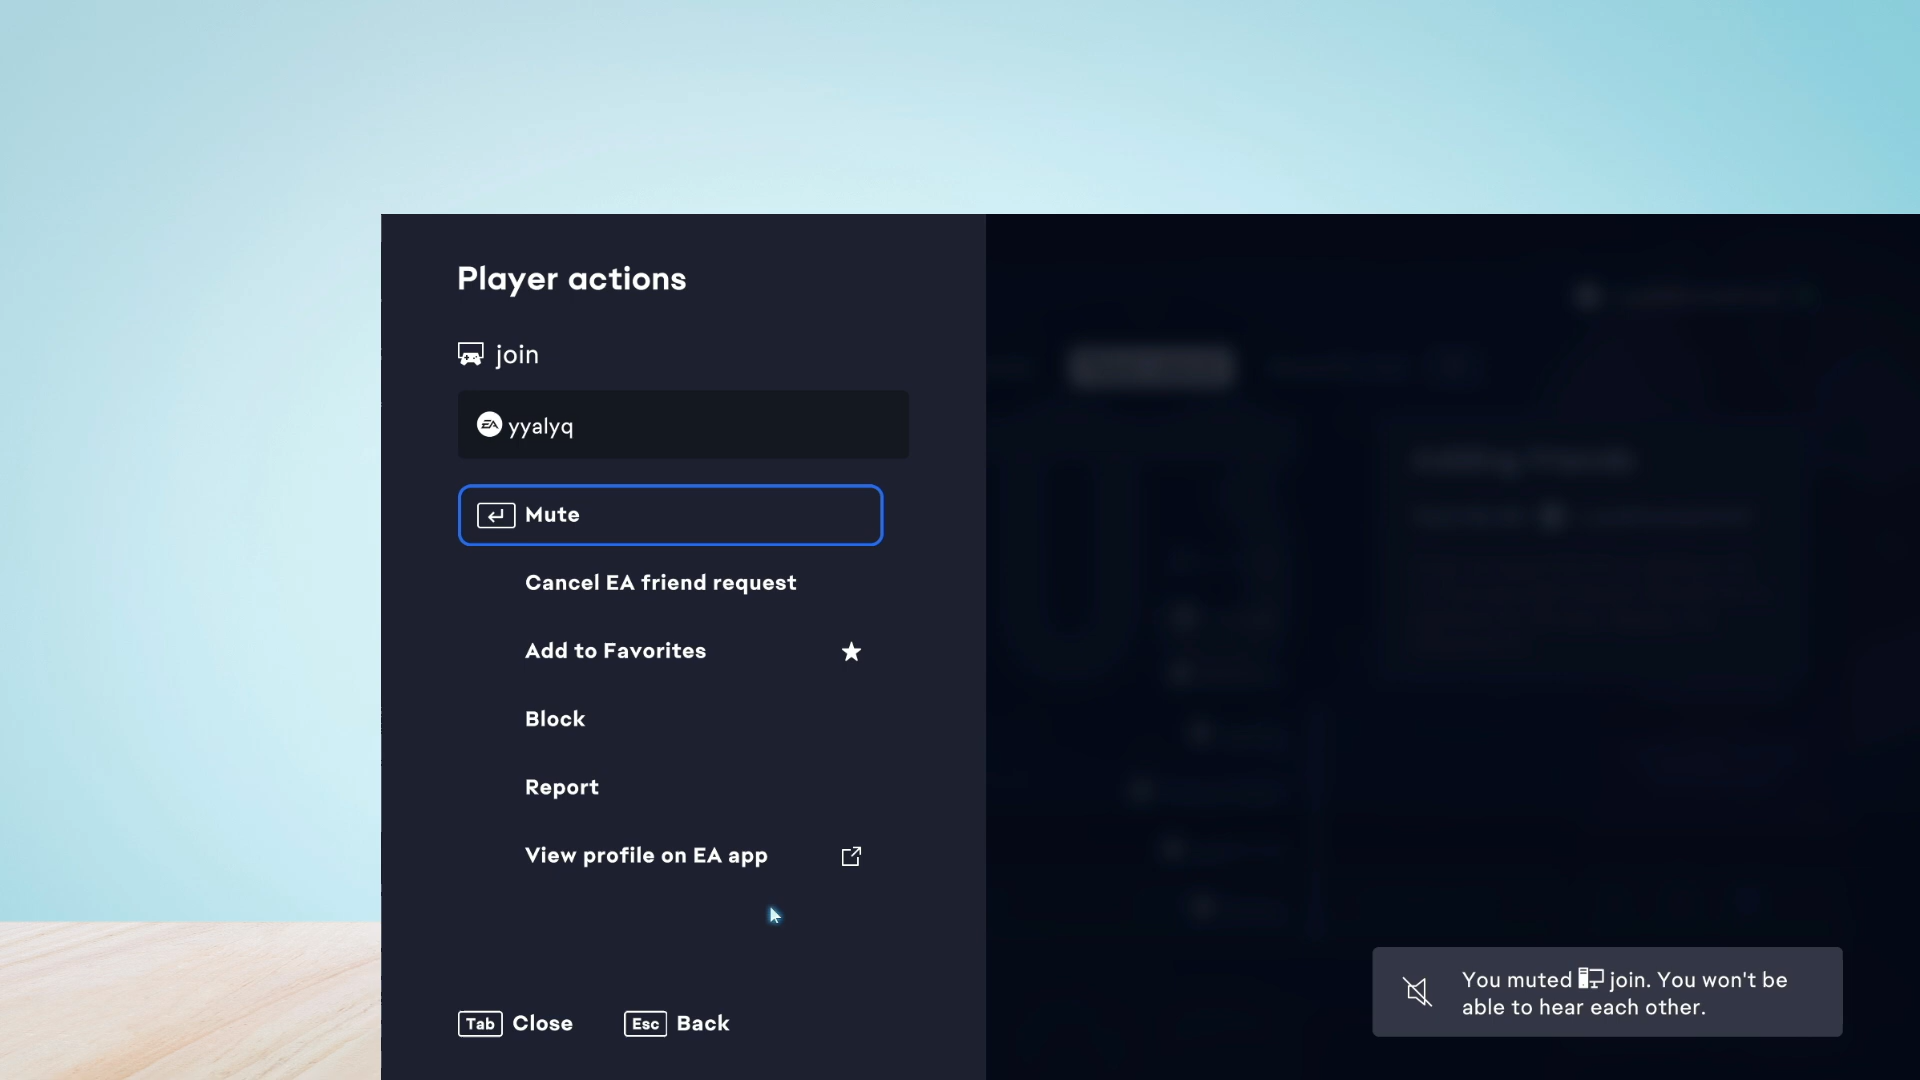 Player actions
join
EA yyalyq
Mute
Cancel EA friend request
Add to Favorites
Block
Report
View profile on EA app
Tab Close Esc Back
You muted join. You won't be
able to hear each other.